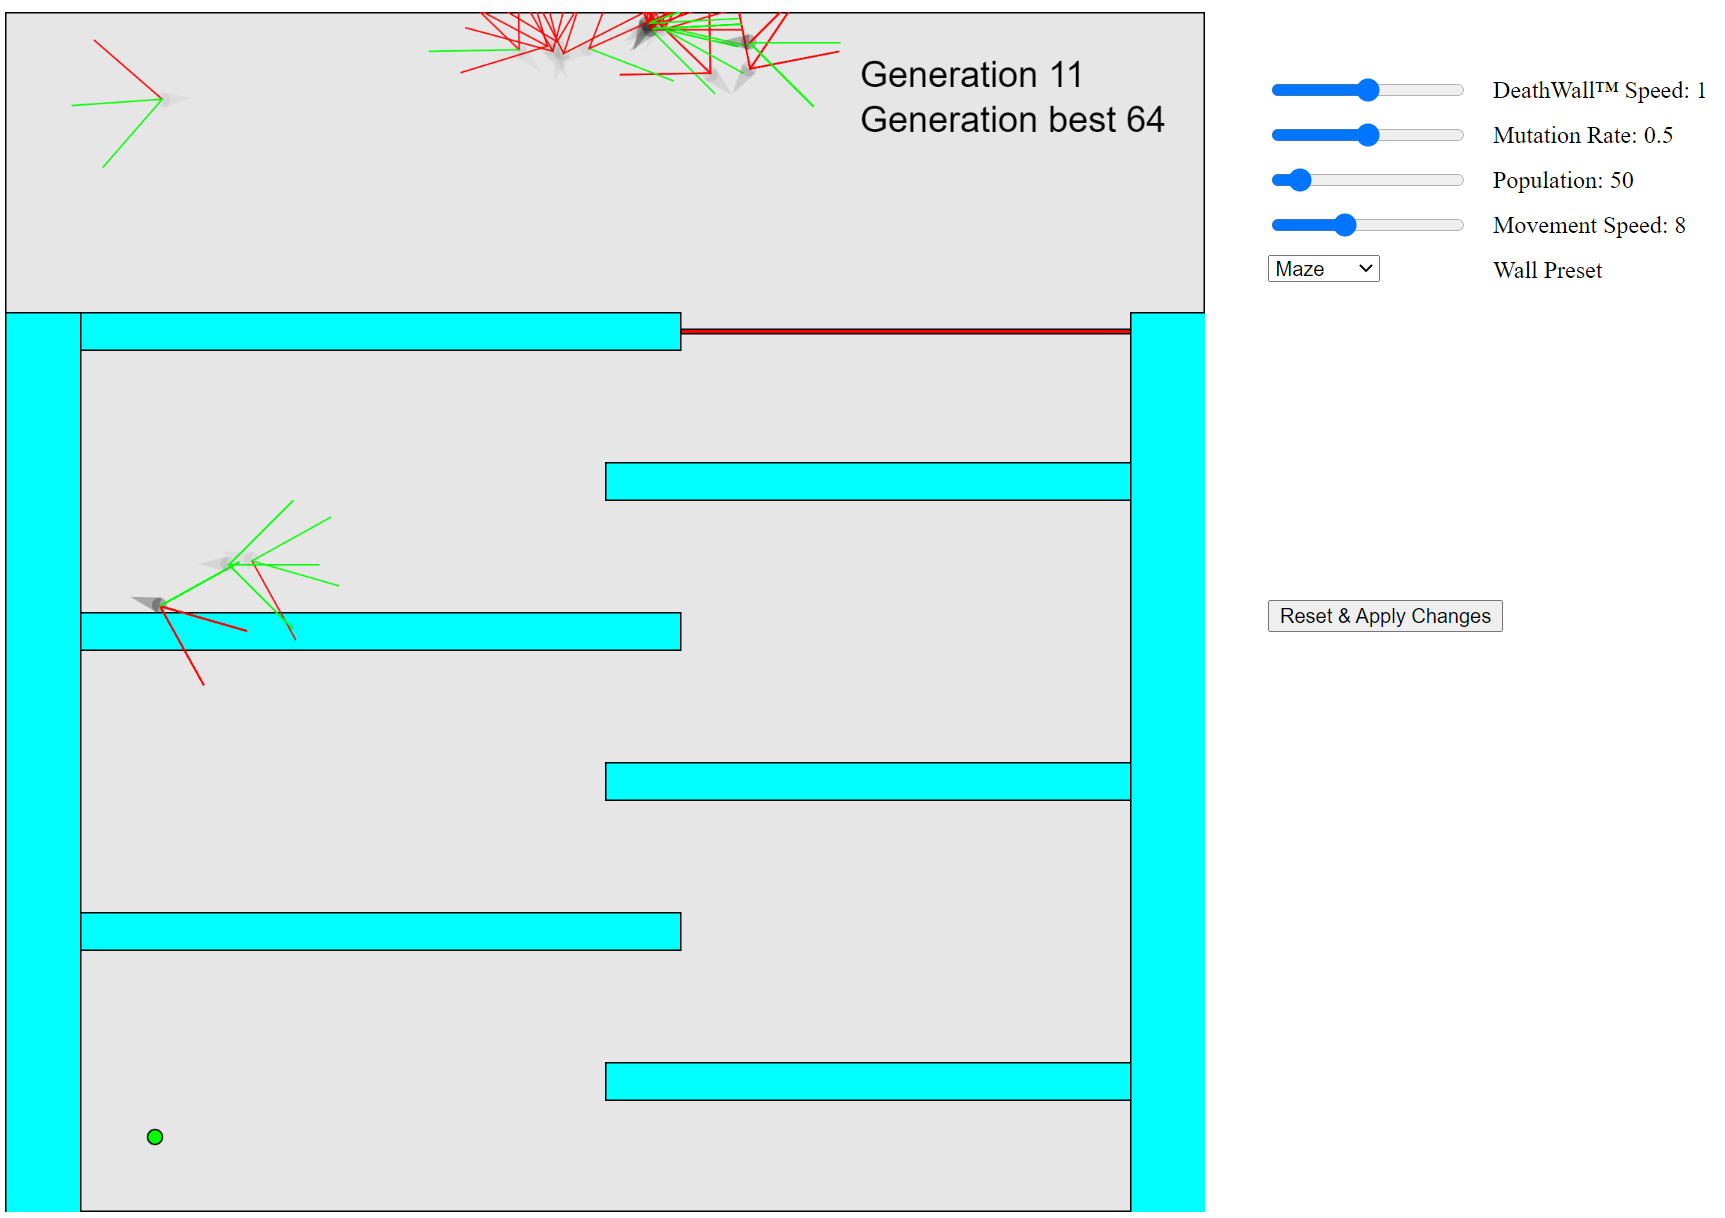 Generation 11
Generation best 64
DeathWall™ Speed: 1
Mutation Rate: 0.5
Population: 50
Movement Speed: 8
Maze Wall Preset
Reset & Apply Changes